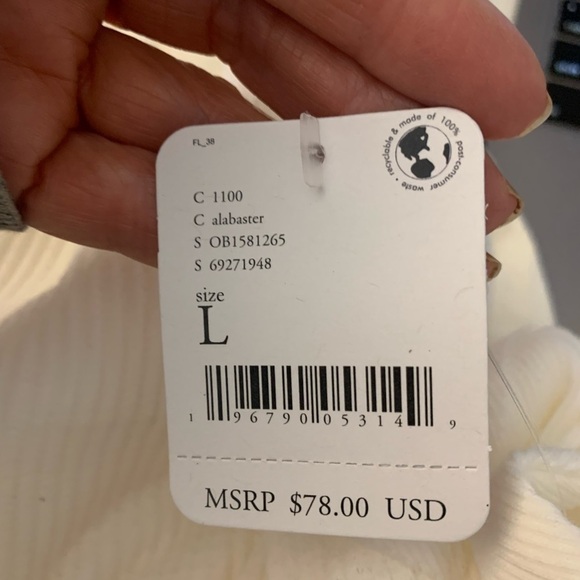 FL_38
recyclable & made of 100% post-consumer waste •
C 1100
C alabaster
S OB1581265
S 69271948
size
L
1 96790 05314 9
MSRP $78.00 USD